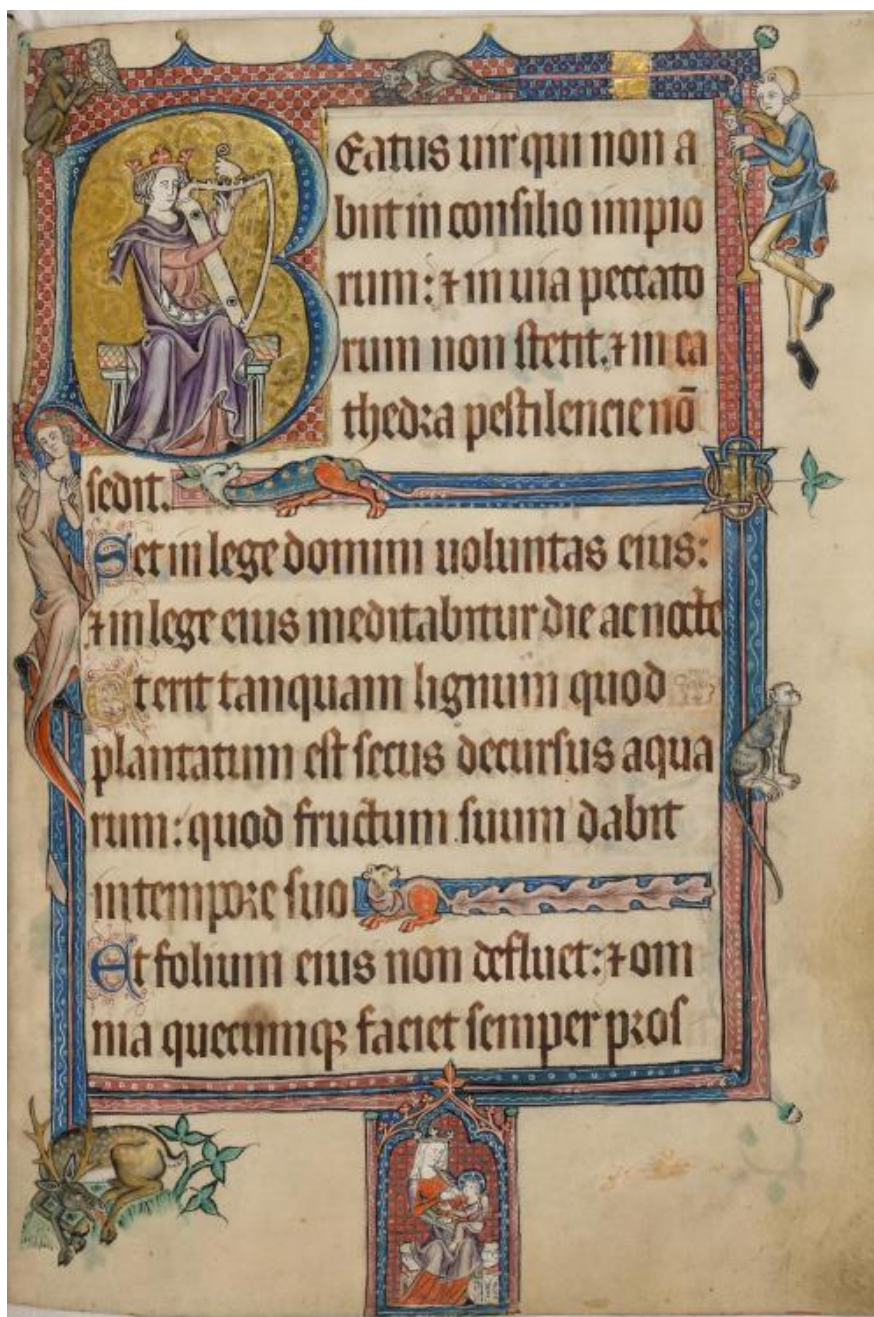 Beatus uir qui non a
biit in consilio impio
rum: ⁊ in uia peccato
rum non stetit. ⁊ in ca
thedra pestilencie nō
sedit.
Set in lege domini uoluntas eius:
⁊ in lege eius meditabitur die ac nocte
Et erit tanquam lignum quod
plantatum est secus decursus aqua
rum: quod fructum suum dabit
in tempore suo
Et folium eius non defluet: ⁊ om
nia quecumqꝫ faciet semper pros